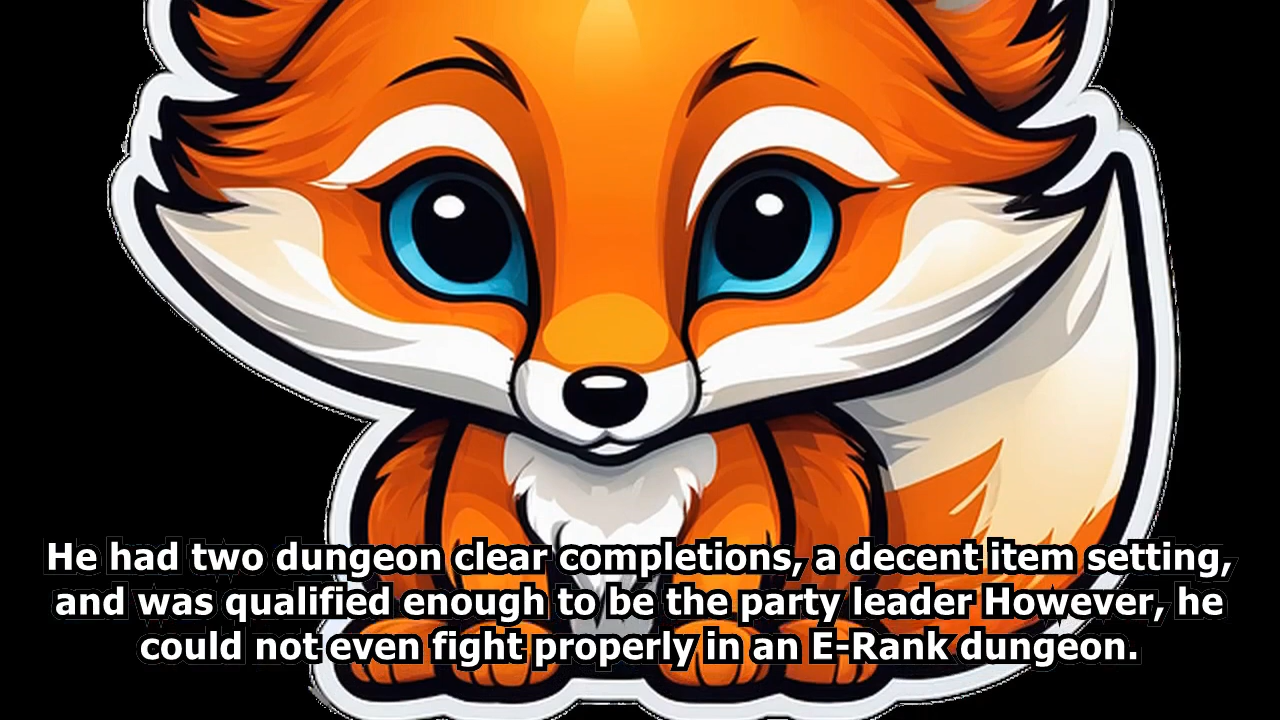 He had two dungeon clear completions, a decent item setting,
and was qualified enough to be the party leader However, he
could not even fight properly in an E-Rank dungeon.